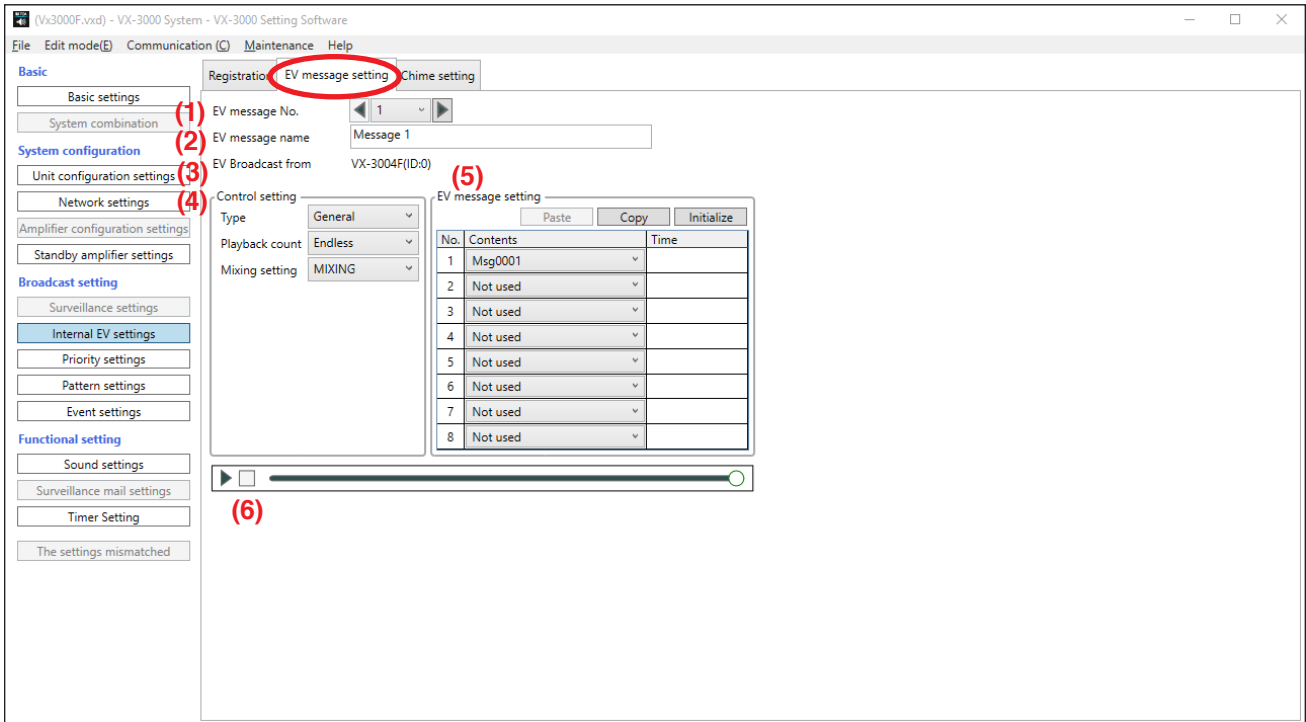 (Vx3000F.vxd) - VX-3000 System - VX-3000 Setting Software
File Edit mode(E) Communication (C) Maintenance Help
Basic
Basic settings
System combination
System configuration
Unit configuration settings
Network settings
Amplifier configuration settings
Standby amplifier settings
Broadcast setting
Surveillance settings
Internal EV settings
Priority settings
Pattern settings
Event settings
Functional setting
Sound settings
Surveillance mail settings
Timer Setting
The settings mismatched
Registration EV message setting Chime setting
(1) EV message No. 1
(2) EV message name Message 1
(3) EV Broadcast from VX-3004F(ID:0)
(4) Control setting
Type General
Playback count Endless
Mixing setting MIXING
(5)
EV message setting
Paste Copy Initialize
No. Contents Time
1 Msg0001
2 Not used
3 Not used
4 Not used
5 Not used
6 Not used
7 Not used
8 Not used
(6)